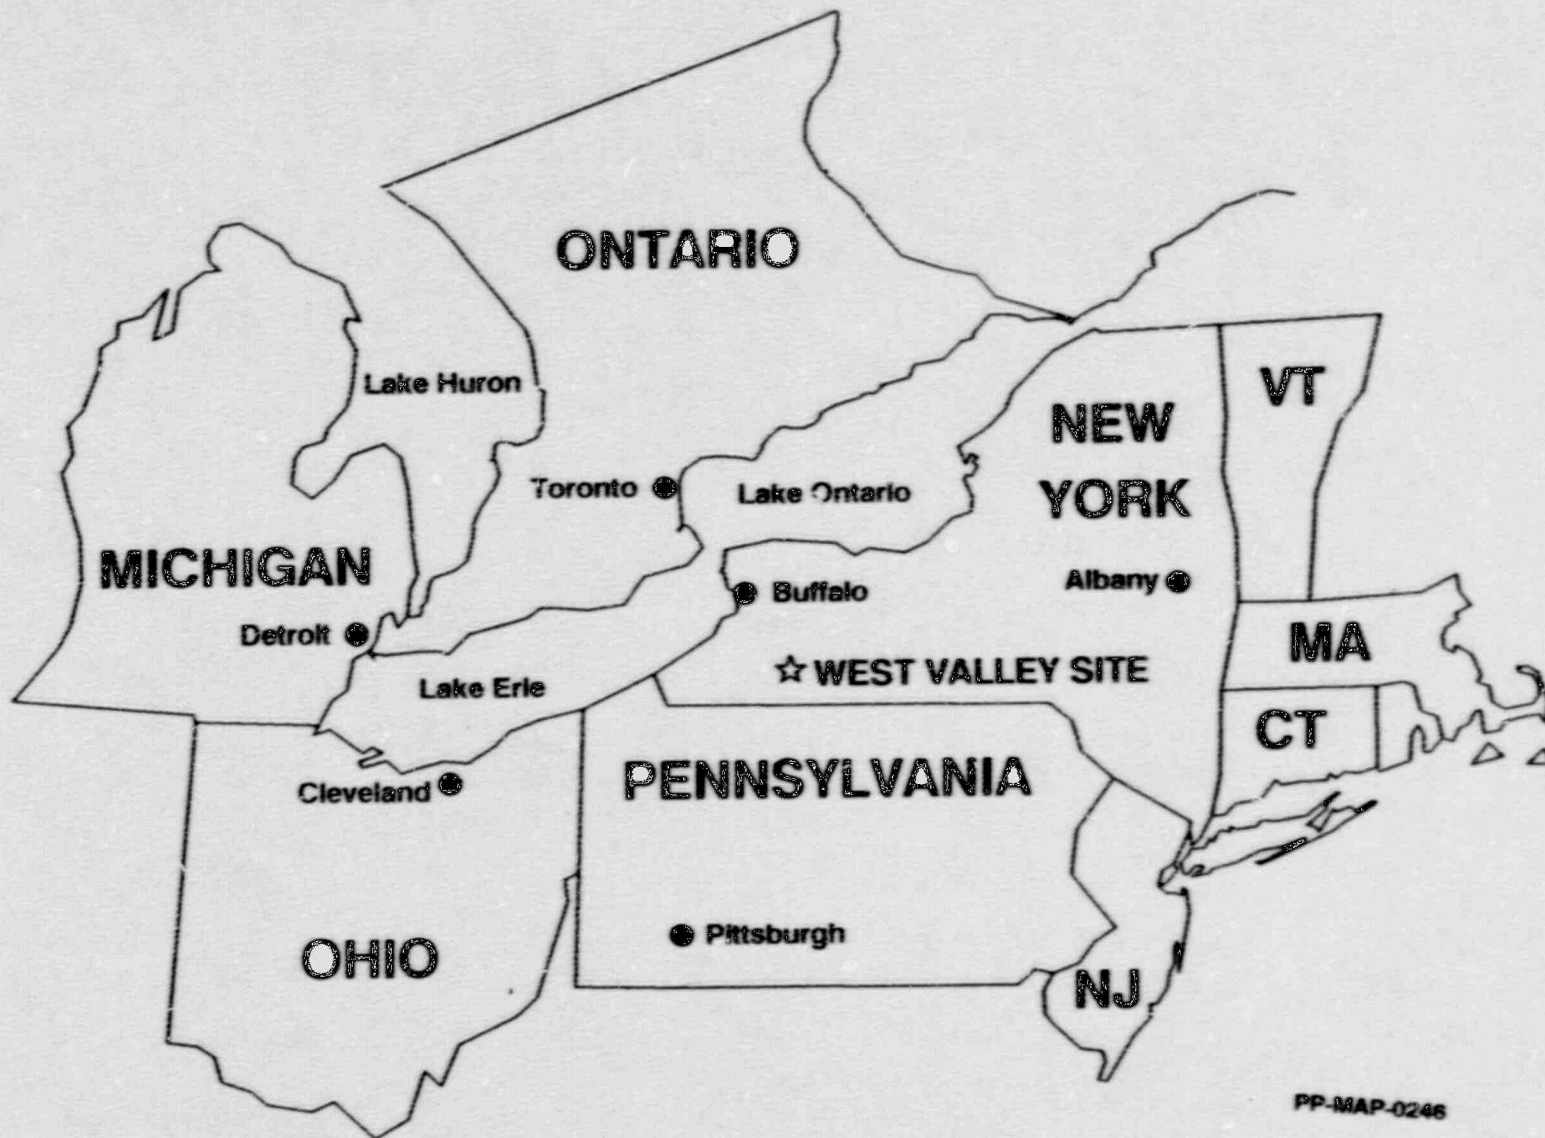 ONTARIO
Lake Huron
VT
NEW
YORK
Toronto
Lake Ontario
MICHIGAN
Buffalo
Albany
Detroit
MA
WEST VALLEY SITE
Lake Erie
CT
PENNSYLVANIA
Cleveland
Pittsburgh
OHIO
NJ
PP-MAP-0246